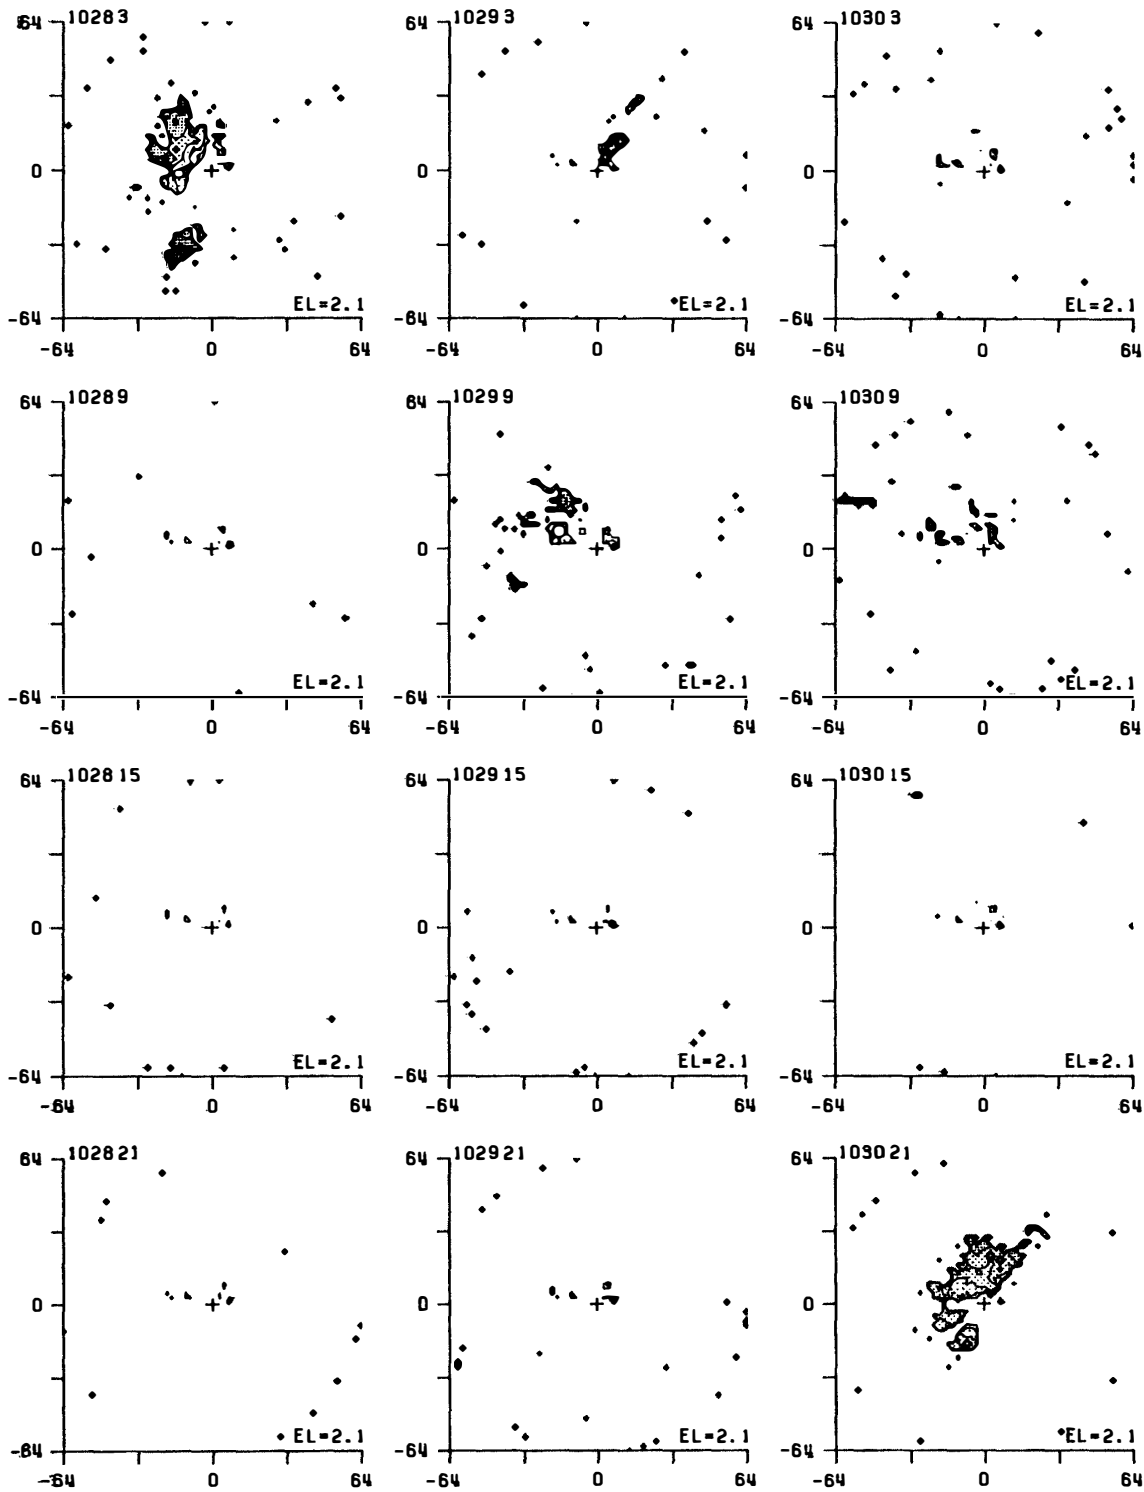 64 10283 64 10293 64 10303
0 0 0
EL=2.1 EL=2.1 EL=2.1
-64 -64 -64
-64 0 64 -64 0 64 -64 0 64
64 10289 64 10299 64 10309
0 0 0
EL=2.1 EL=2.1 EL=2.1
-64 -64 -64
-64 0 64 -64 0 64 -64 0 64
64 102815 64 102915 64 103015
0 0 0
EL=2.1 EL=2.1 EL=2.1
-64 -64 -64
-64 0 64 -64 0 64 -64 0 64
64 102821 64 102921 64 103021
0 0 0
EL=2.1 EL=2.1 EL=2.1
-64 -64 -64
-64 0 64 -64 0 64 -64 0 64